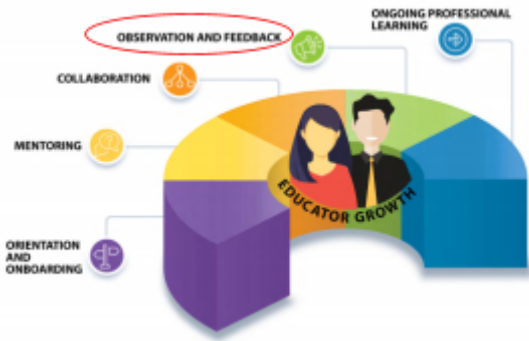 ONGOING PROFESSIONAL
LEARNING
OBSERVATION AND FEEDBACK
COLLABORATION
MENTORING
ORIENTATION
AND
ONBOARDING
EDUCATOR GROWTH